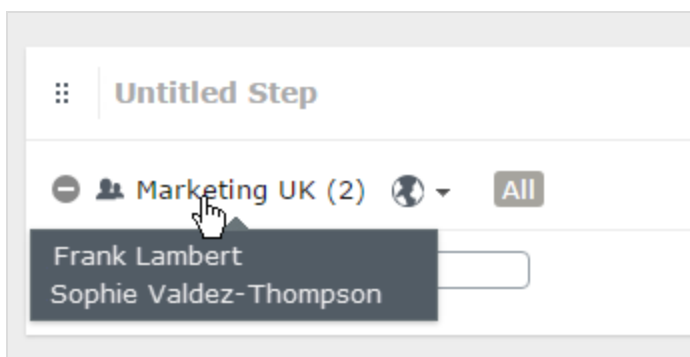 Untitled Step
Marketing UK (2) All
Frank Lambert
Sophie Valdez-Thompson